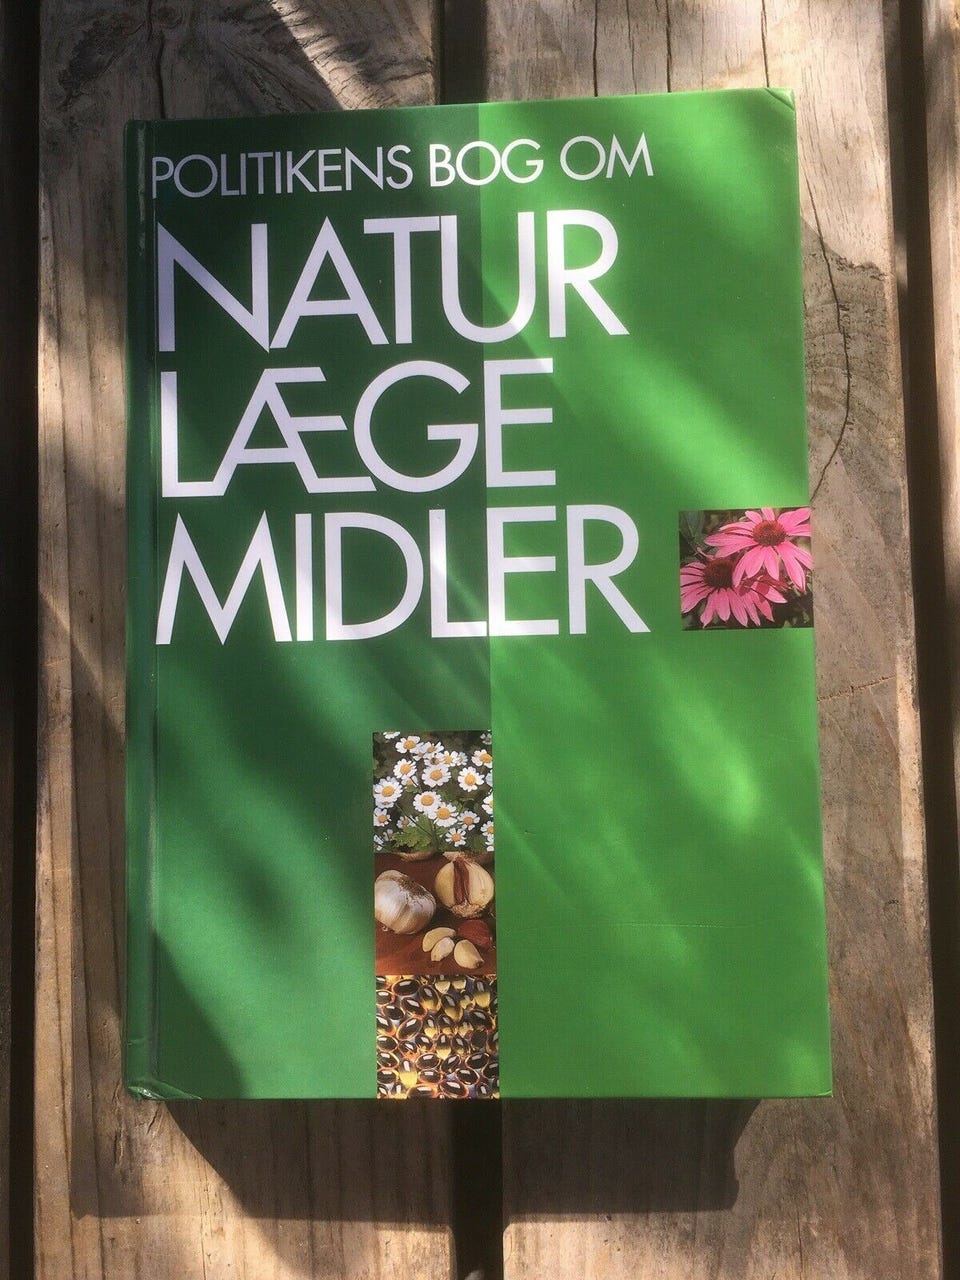 POLITIKENS BOG OM
NATUR
LÆGE
MIDLER